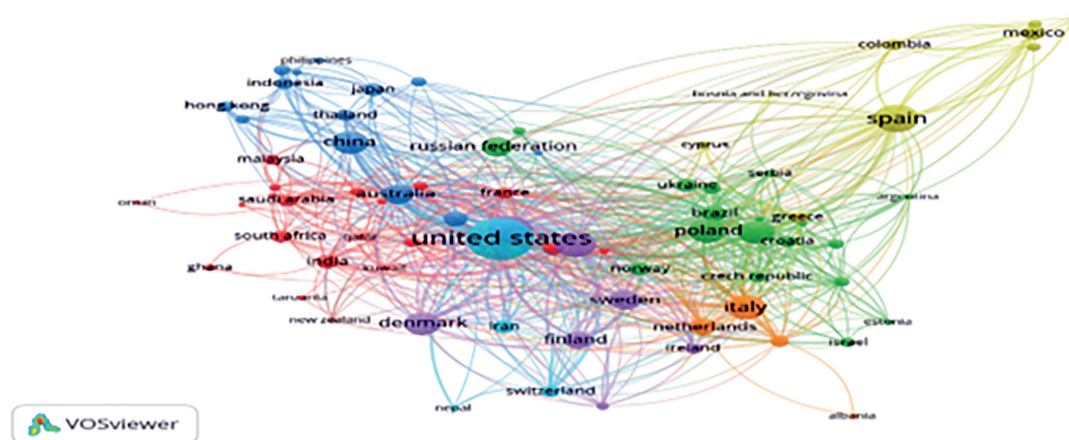 mexico
colombia
philippines
indonesia
japan
bosnia and herzegovina
hong kong
thailand
spain
china
russian federation
cyprus
malaysia
serbia
ukraine
france
australia
saudi arabia
argentina
oman
brazil
greece
poland
south africa
qatar
united states
croatia
india
kuwait
ghana
norway
czech republic
tanzania
sweden
italy
new zealand
denmark
iran
netherlands
estonia
finland
ireland
israel
switzerland
nepal
albania
VOSviewer